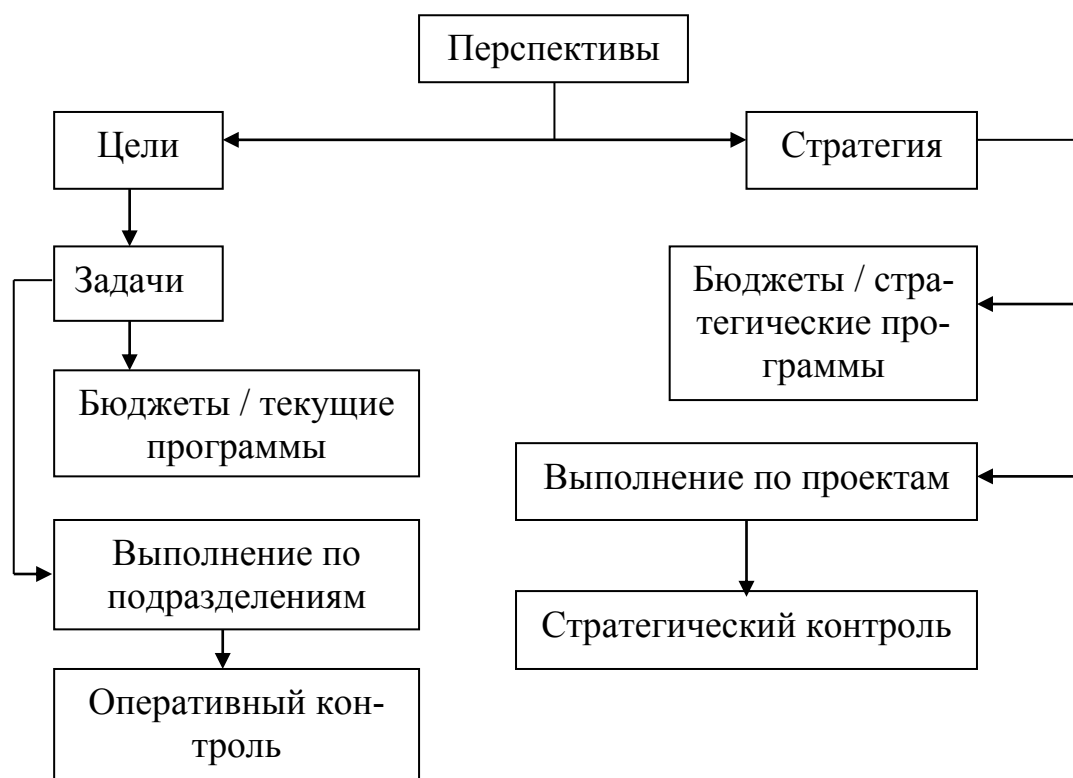 Перспективы
Цели
Стратегия
Задачи
Бюджеты / стра-
тегические про-
граммы
Бюджеты / текущие
программы
Выполнение по проектам
Выполнение по
подразделениям
Стратегический контроль
Оперативный кон-
троль